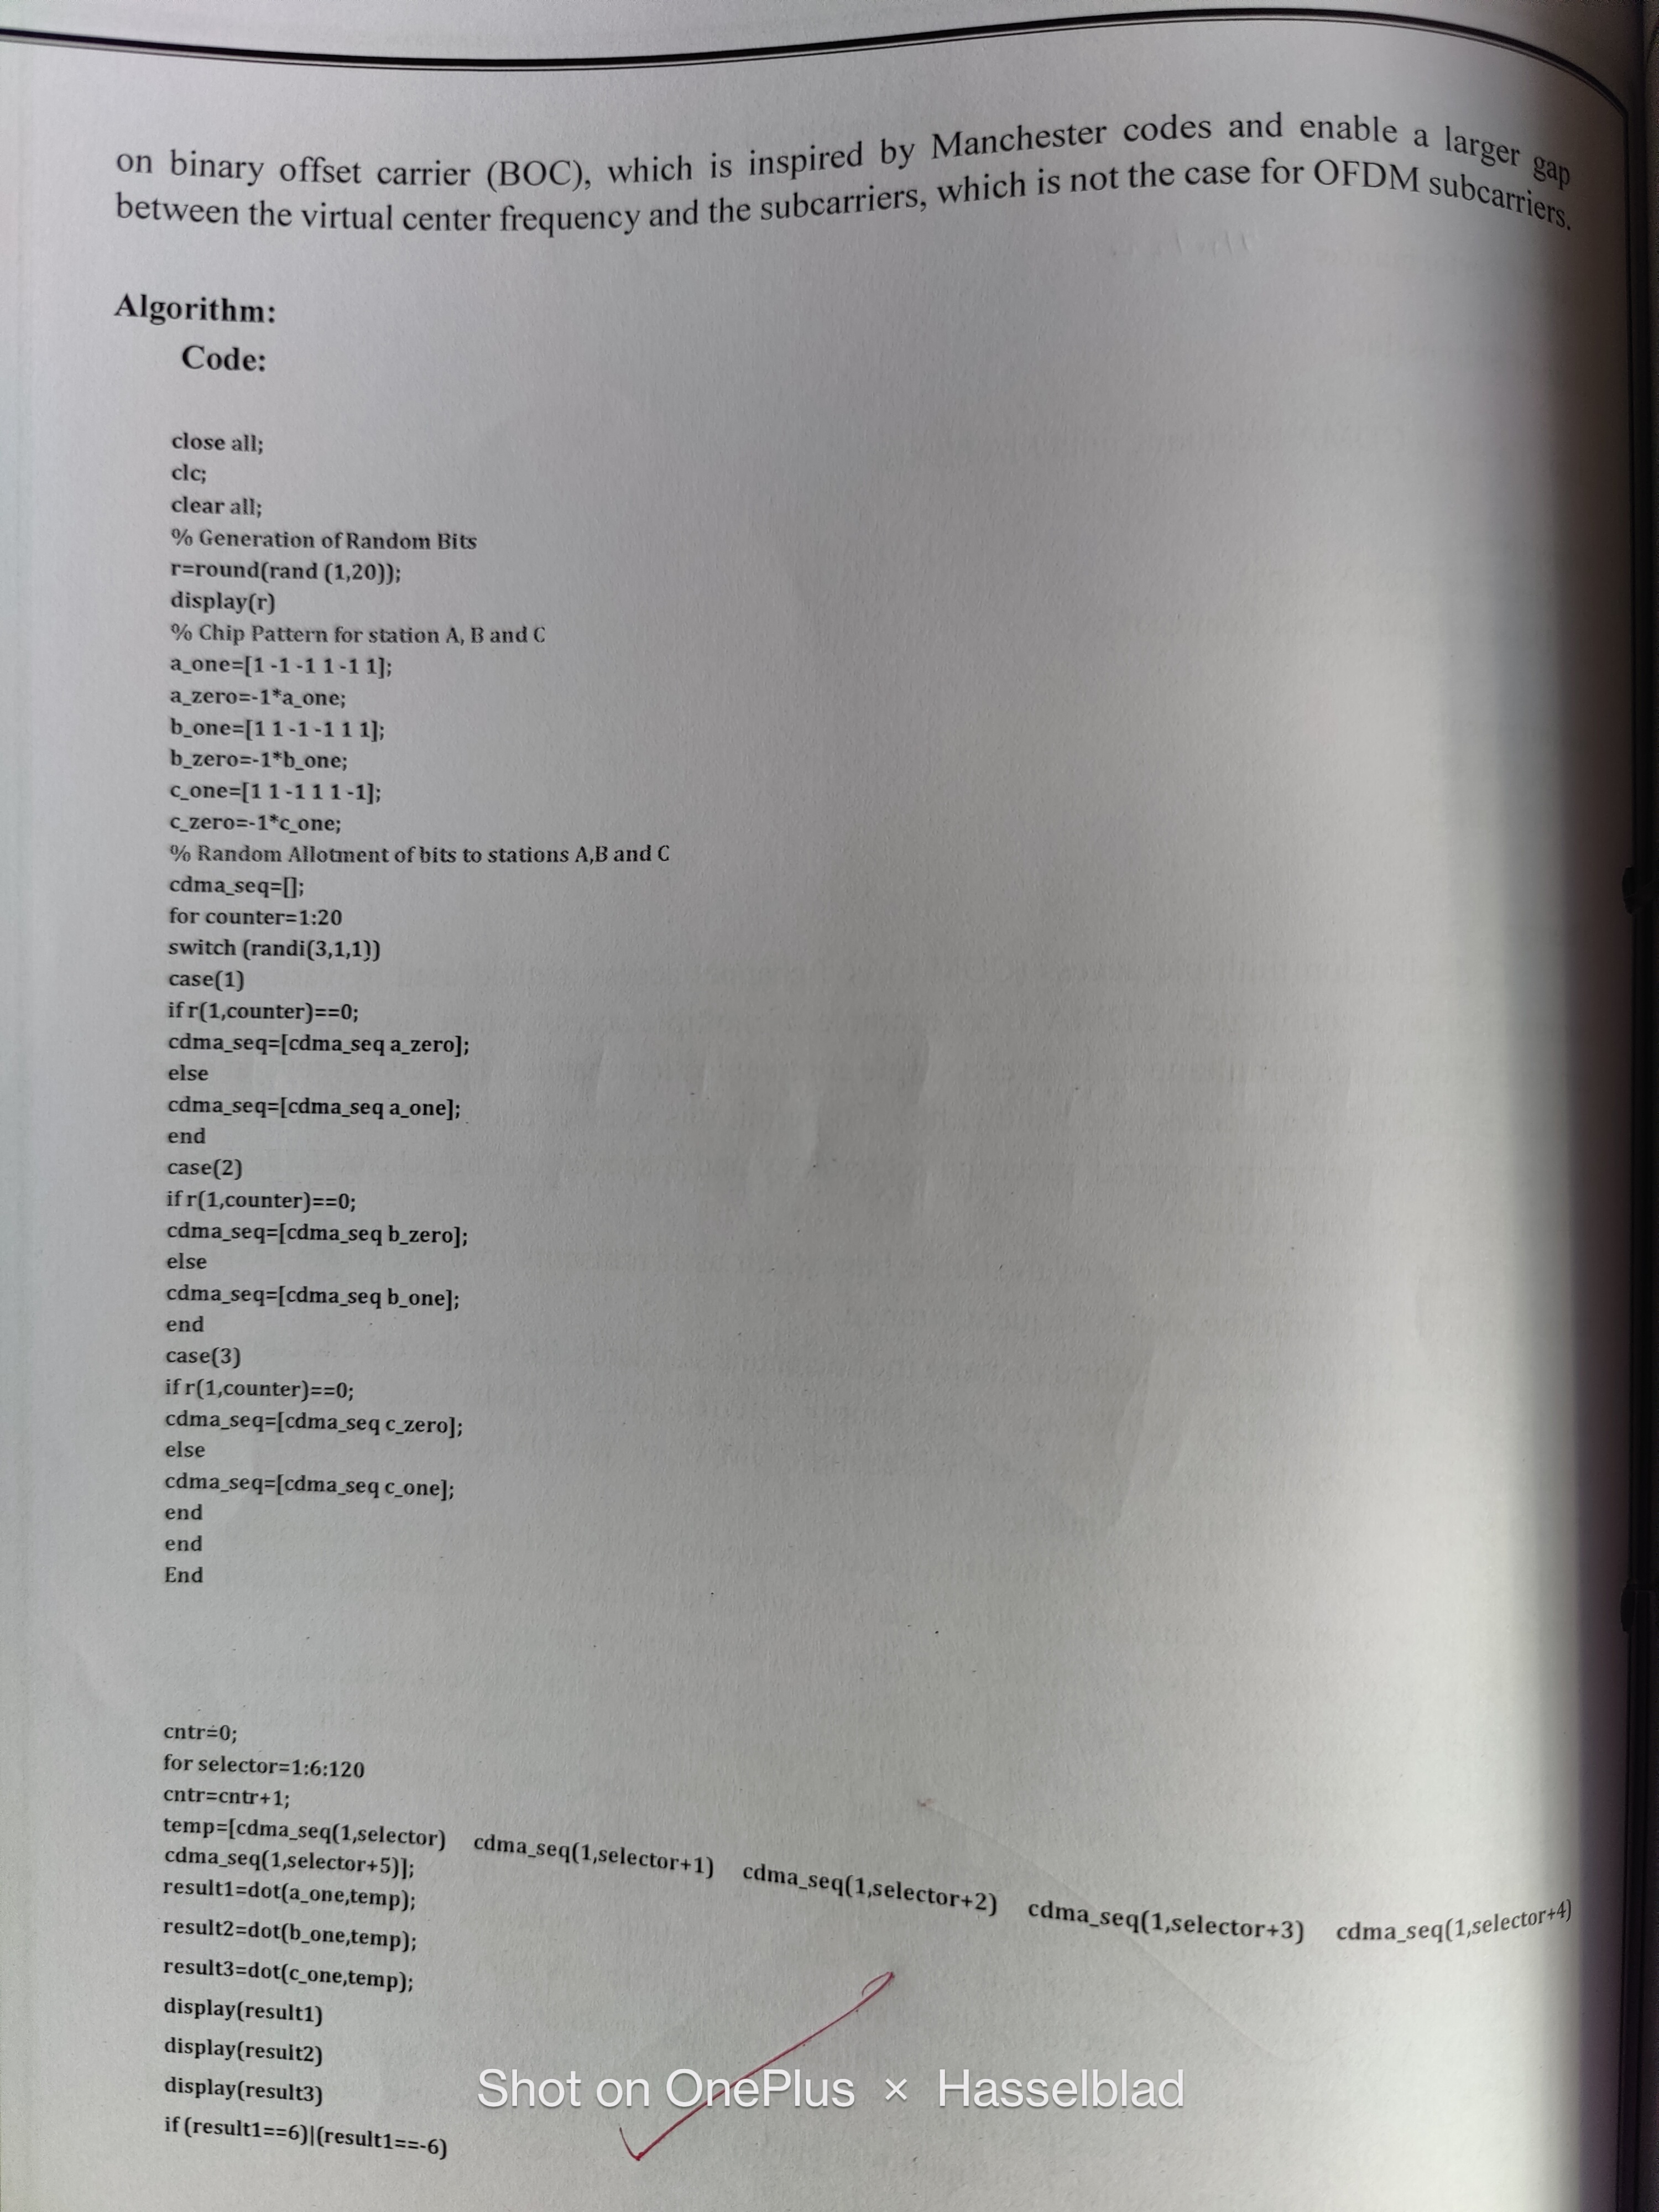 on binary offset carrier (BOC), which is inspired by Manchester codes and enable a larger gap
between the virtual center frequency and the subcarriers, which is not the case for OFDM subcarriers.
Algorithm:
Code:
close all;
clc;
clear all;
% Generation of Random Bits
r=round(rand (1,20));
display(r)
% Chip Pattern for station A, B and C
a_one=[1 -1 -1 1 -1 1];
a_zero=-1*a_one;
b_one=[1 1 -1 -1 1 1];
b_zero=-1*b_one;
c_one=[1 1 -1 1 1 -1];
c_zero=-1*c_one;
% Random Allotment of bits to stations A,B and C
cdma_seq=[];
for counter=1:20
switch (randi(3,1,1))
case(1)
if r(1,counter)==0;
cdma_seq=[cdma_seq a_zero];
else
cdma_seq=[cdma_seq a_one];
end
case(2)
if r(1,counter)==0;
cdma_seq=[cdma_seq b_zero];
else
cdma_seq=[cdma_seq b_one];
end
case(3)
if r(1,counter)==0;
cdma_seq=[cdma_seq c_zero];
else
cdma_seq=[cdma_seq c_one];
end
end
End
cntr=0;
for selector=1:6:120
cntr=cntr+1;
temp=[cdma_seq(1,selector) cdma_seq(1,selector+1) cdma_seq(1,selector+2) cdma_seq(1,selector+3) cdma_seq(1,selector+4)
cdma_seq(1,selector+5)];
result1=dot(a_one,temp);
result2=dot(b_one,temp);
result3=dot(c_one,temp);
display(result1)
display(result2)
display(result3)
if (result1==6)|(result1==-6)
Shot on OnePlus × Hasselblad